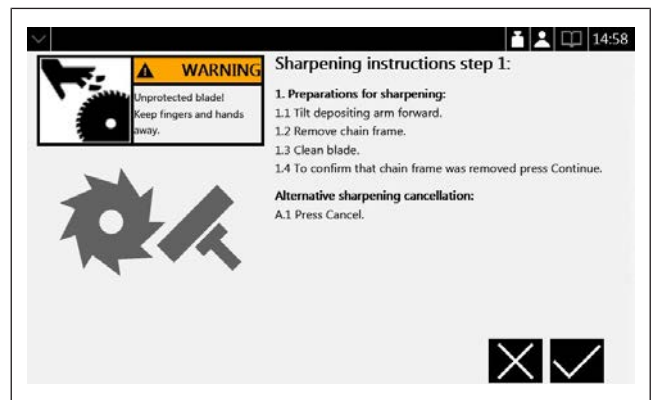 14:58
WARNING
Unprotected blade!
Keep fingers and hands
away.
Sharpening instructions step 1:
1. Preparations for sharpening:
1.1 Tilt depositing arm forward.
1.2 Remove chain frame.
1.3 Clean blade.
1.4 To confirm that chain frame was removed press Continue.
Alternative sharpening cancellation:
A.1 Press Cancel.